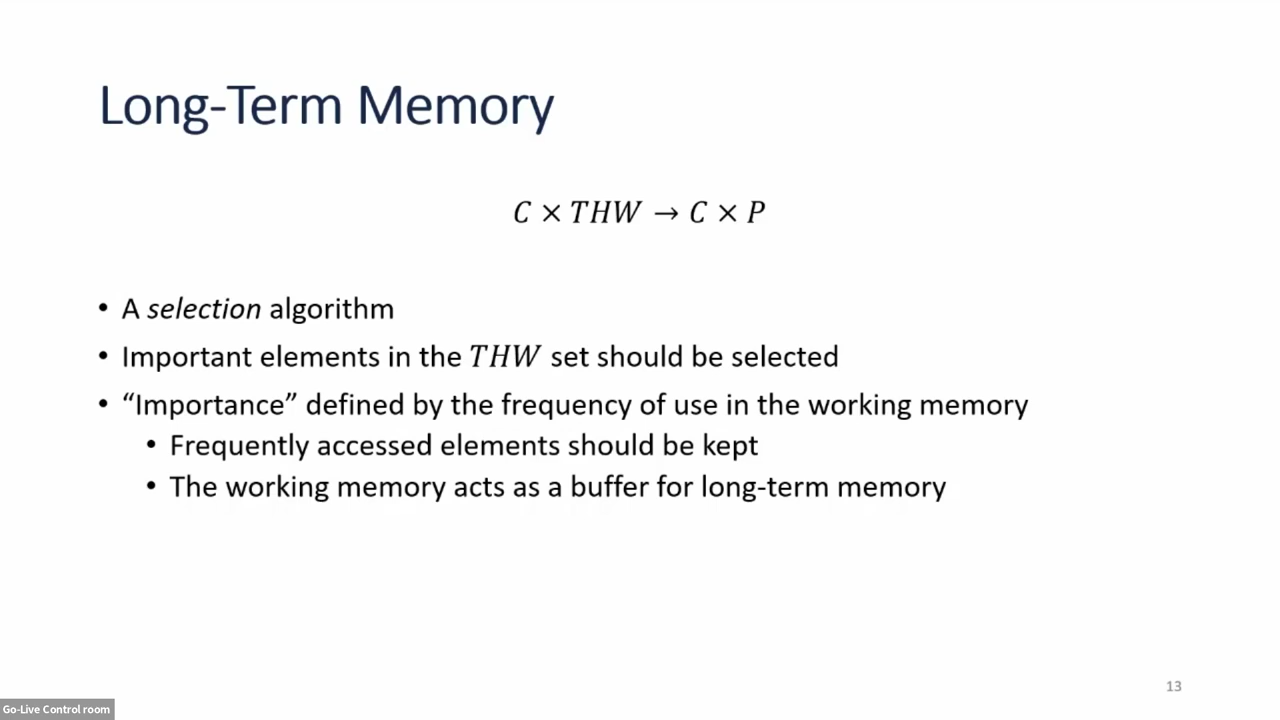 Long-Term Memory
C × THW → C × P
• A selection algorithm
• Important elements in the THW set should be selected
• “Importance” defined by the frequency of use in the working memory
• Frequently accessed elements should be kept
• The working memory acts as a buffer for long-term memory
13
Go-Live Control room